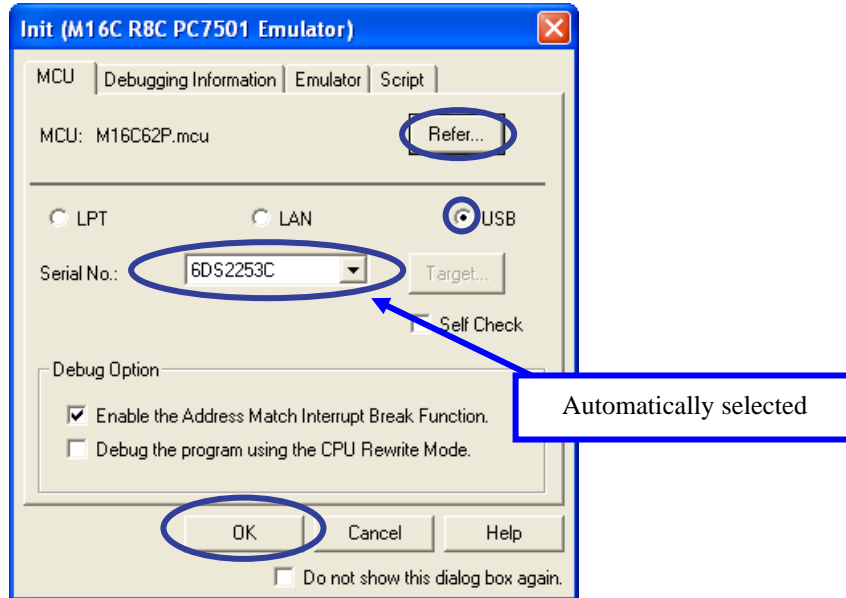 Init (M16C R8C PC7501 Emulator)
MCU Debugging Information Emulator Script
MCU: M16C62P.mcu Refer...
LPT LAN USB
Serial No.: 6DS2253C Target...
Self Check
Debug Option
Automatically selected
Enable the Address Match Interrupt Break Function.
Debug the program using the CPU Rewrite Mode.
OK Cancel Help
Do not show this dialog box again.